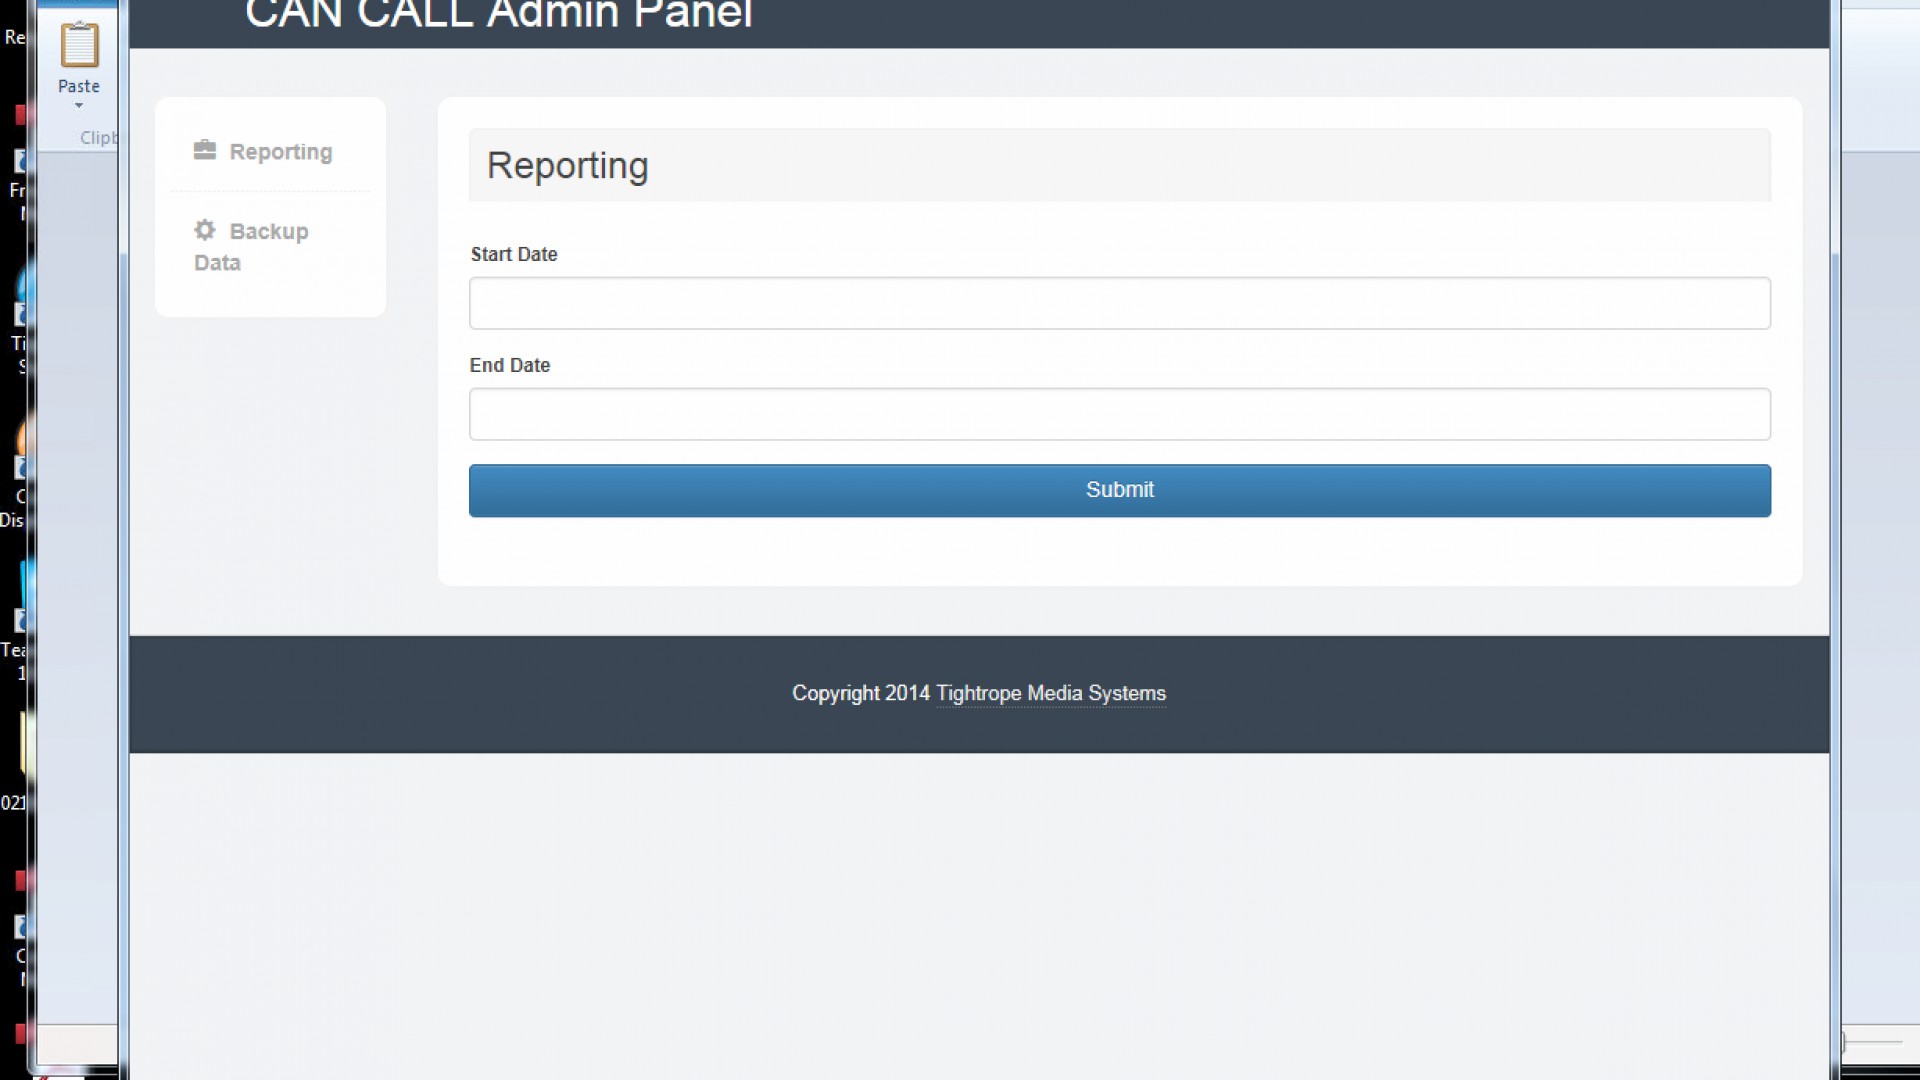 CAN CALL Admin Panel
Re
Paste
Clipb
Reporting
Backup
Data
Reporting
Start Date
End Date
Submit
Copyright 2014 Tightrope Media Systems
Fr
Dis
Tea
1
021